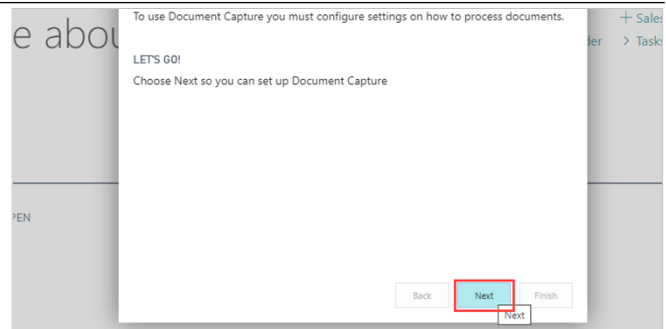 To use Document Capture you must configure settings on how to process documents.
e abou
+ Sales
der > Tasks
LET'S GO!
Choose Next so you can set up Document Capture
PEN
Back Next Finish
Next